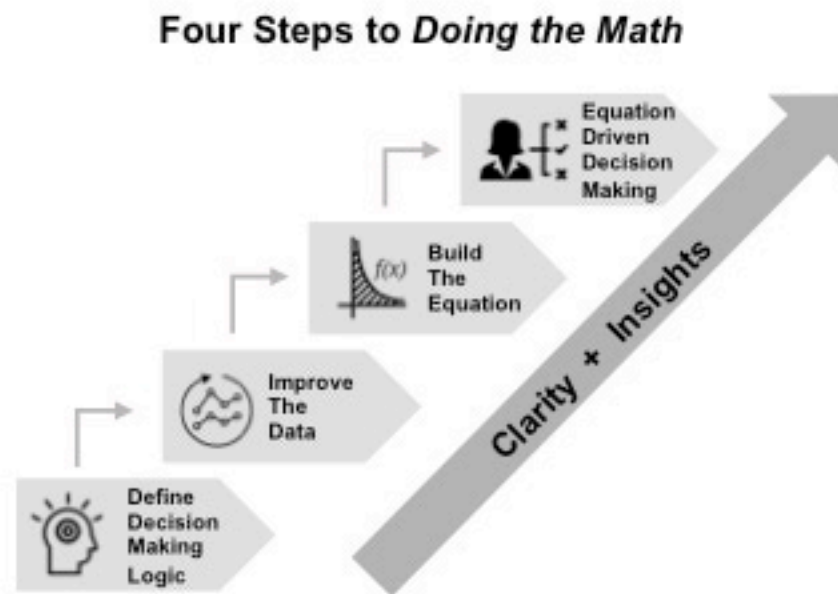 Four Steps to Doing the Math
Equation
Driven
Decision
Making
f(x)
Build
The
Equation
Improve
The
Data
Define
Decision
Making
Logic
Clarity + Insights